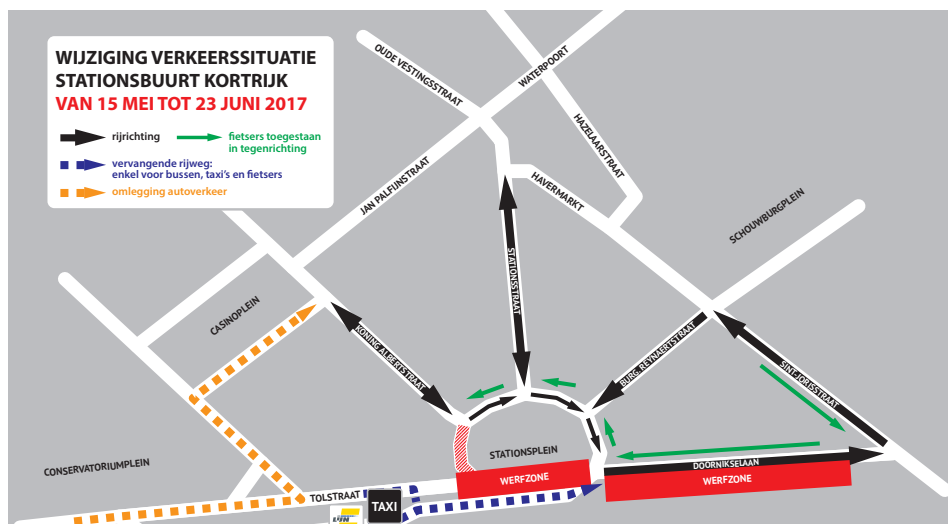 WIJZIGING VERKEERSSITUATIE
STATIONSBUURT KORTRIJK
VAN 15 MEI TOT 23 JUNI 2017
rijrichting
fietsers toegestaan
in tegenrichting
vervangende rijweg:
enkel voor bussen, taxi's en fietsers
omlegging autoverkeer
OUDE VESTINGSSTRAAT
WATERPOORT
HAZELAARSTRAAT
JAN PALFIJNSTRAAT
HAVERMARKT
SCHOUWBURGPLEIN
STATIONSSTRAAT
CASINOPLEIN
KONING ALBERTSTRAAT
BURG. REYNAERTSTRAAT
SINT-JORISSTRAAT
STATIONSPLEIN
CONSERVATORIUMPLEIN
DOORNIKSELAAN
WERFZONE
WERFZONE
TOLSTRAAT
TAXI